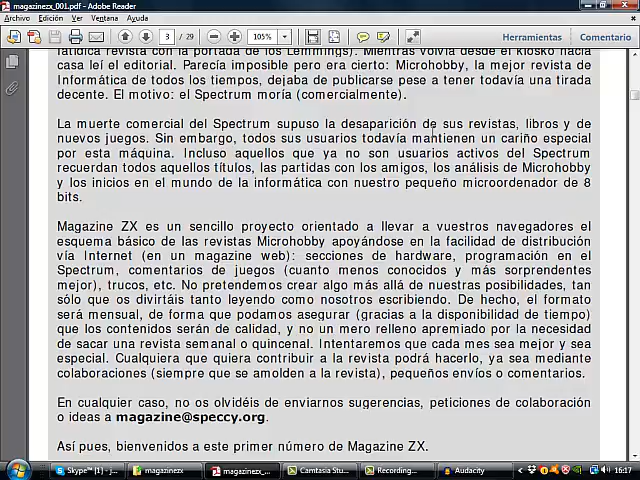 magazinezx_001.pdf - Adobe Reader
Archivo Edición Ver Ventana Ayuda
3 / 29 105% Herramientas Comentario
fatídica revista con la portada de los Lemmings). Mientras volvía desde el kiosko hacia
casa leí el editorial. Parecía imposible pero era cierto: Microhobby, la mejor revista de
Informática de todos los tiempos, dejaba de publicarse pese a tener todavía una tirada
decente. El motivo: el Spectrum moría (comercialmente).
La muerte comercial del Spectrum supuso la desaparición de sus revistas, libros y de
nuevos juegos. Sin embargo, todos sus usuarios todavía mantienen un cariño especial
por esta máquina. Incluso aquellos que ya no son usuarios activos del Spectrum
recuerdan todos aquellos títulos, las partidas con los amigos, los análisis de Microhobby
y los inicios en el mundo de la informática con nuestro pequeño microordenador de 8
bits.
Magazine ZX es un sencillo proyecto orientado a llevar a vuestros navegadores el
esquema básico de las revistas Microhobby apoyándose en la facilidad de distribución
vía Internet (en un magazine web): secciones de hardware, programación en el
Spectrum, comentarios de juegos (cuanto menos conocidos y más sorprendentes
mejor), trucos, etc. No pretendemos crear algo más allá de nuestras posibilidades, tan
sólo que os divirtáis tanto leyendo como nosotros escribiendo. De hecho, el formato
será mensual, de forma que podamos asegurar (gracias a la disponibilidad de tiempo)
que los contenidos serán de calidad, y no un mero relleno apremiado por la necesidad
de sacar una revista semanal o quincenal. Intentaremos que cada mes sea mejor y sea
especial. Cualquiera que quiera contribuir a la revista podrá hacerlo, ya sea mediante
colaboraciones (siempre que se amolden a la revista), pequeños envíos o comentarios.
En cualquier caso, no os olvidéis de enviarnos sugerencias, peticiones de colaboración
o ideas a magazine@speccy.org.
Así pues, bienvenidos a este primer número de Magazine ZX.
Skype™ [1] - j... magazinezx magazinezx_... Camtasia Stud... Recording... Audacity 16:17